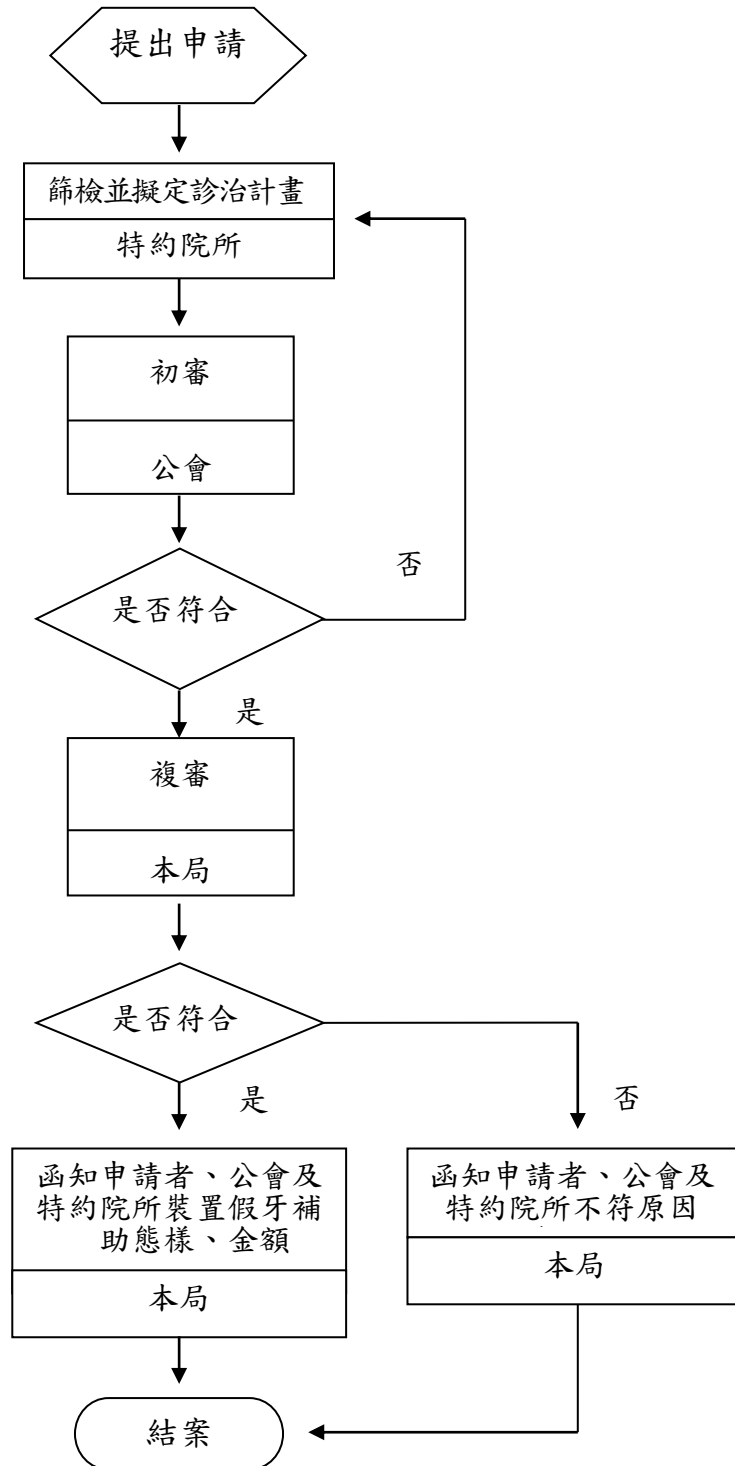 提出申請
篩檢並擬定診治計畫
特約院所
初審
公會
否
是否符合
是
複審
本局
是否符合
是
否
函知申請者、公會及
特約院所裝置假牙補
助態樣、金額
本局
函知申請者、公會及
特約院所不符原因
本局
結案